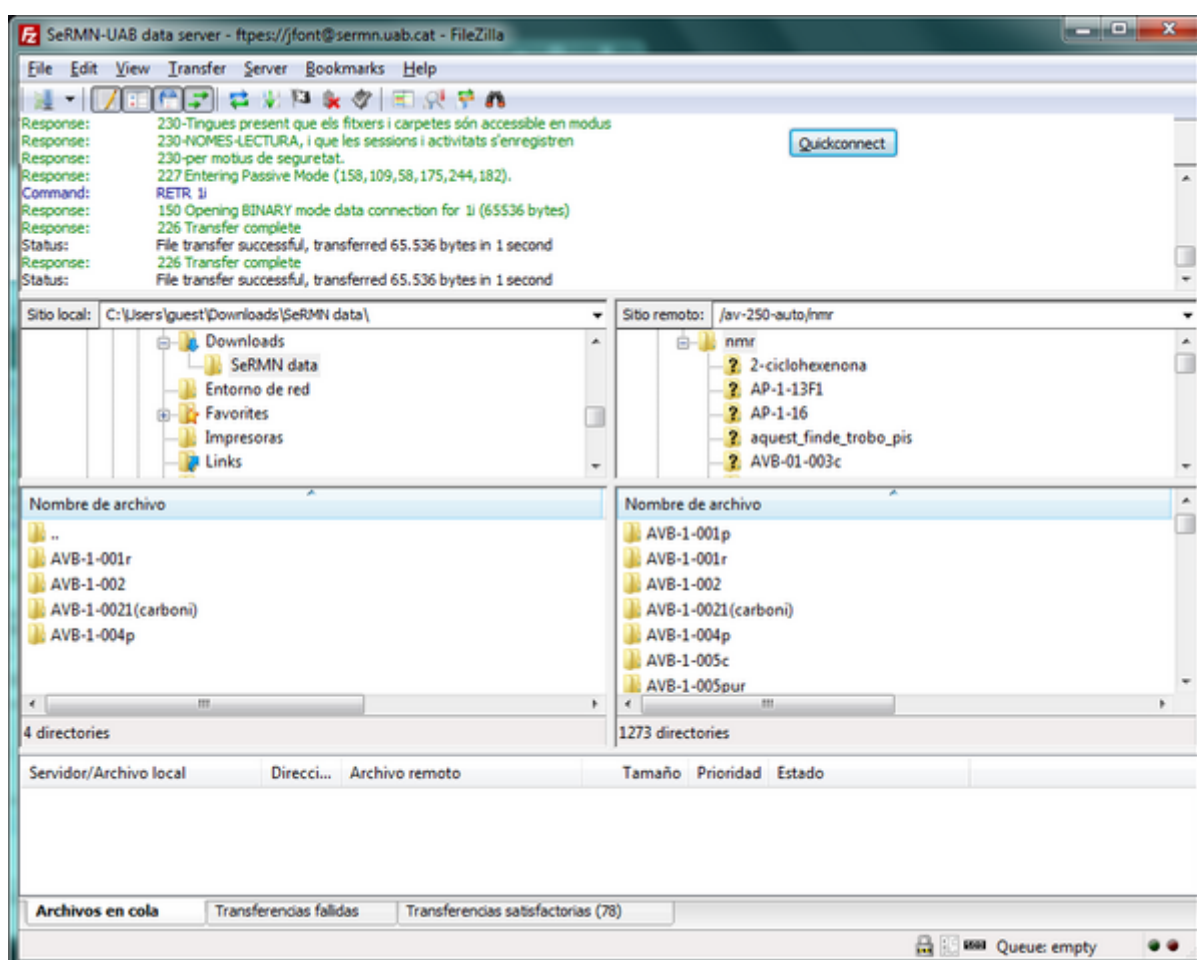 SeRMN-UAB data server - ftpes://jfont@sermn.uab.cat - FileZilla
File Edit View Transfer Server Bookmarks Help
Response: 230-Tingues present que els fitxers i carpetes són accessible en modus
Response: 230-NOMES-LECTURA, i que les sessions i activitats s'enregistren
Response: 230-per motius de seguretat.
Response: 227 Entering Passive Mode (158,109,58,175,244,182).
Command: RETR 1i
Response: 150 Opening BINARY mode data connection for 1i (65536 bytes)
Response: 226 Transfer complete
Status: File transfer successful, transferred 65.536 bytes in 1 second
Response: 226 Transfer complete
Status: File transfer successful, transferred 65.536 bytes in 1 second
Quickconnect
Sitio local: C:\Users\guest\Downloads\SeRMN data\
Downloads
SeRMN data
Entorno de red
Favorites
Impresoras
Links
Sitio remoto: /av-250-auto/nmr
nmr
2-ciclohexenona
AP-1-13F1
AP-1-16
aquest_finde_trobo_pis
AVB-01-003c
Nombre de archivo
..
AVB-1-001r
AVB-1-002
AVB-1-0021(carboni)
AVB-1-004p
4 directories
Nombre de archivo
AVB-1-001p
AVB-1-001r
AVB-1-002
AVB-1-0021(carboni)
AVB-1-004p
AVB-1-005c
AVB-1-005pur
1273 directories
Servidor/Archivo local Direcci... Archivo remoto Tamaño Prioridad Estado
Archivos en cola Transferencias fallidas Transferencias satisfactorias (78)
Queue: empty